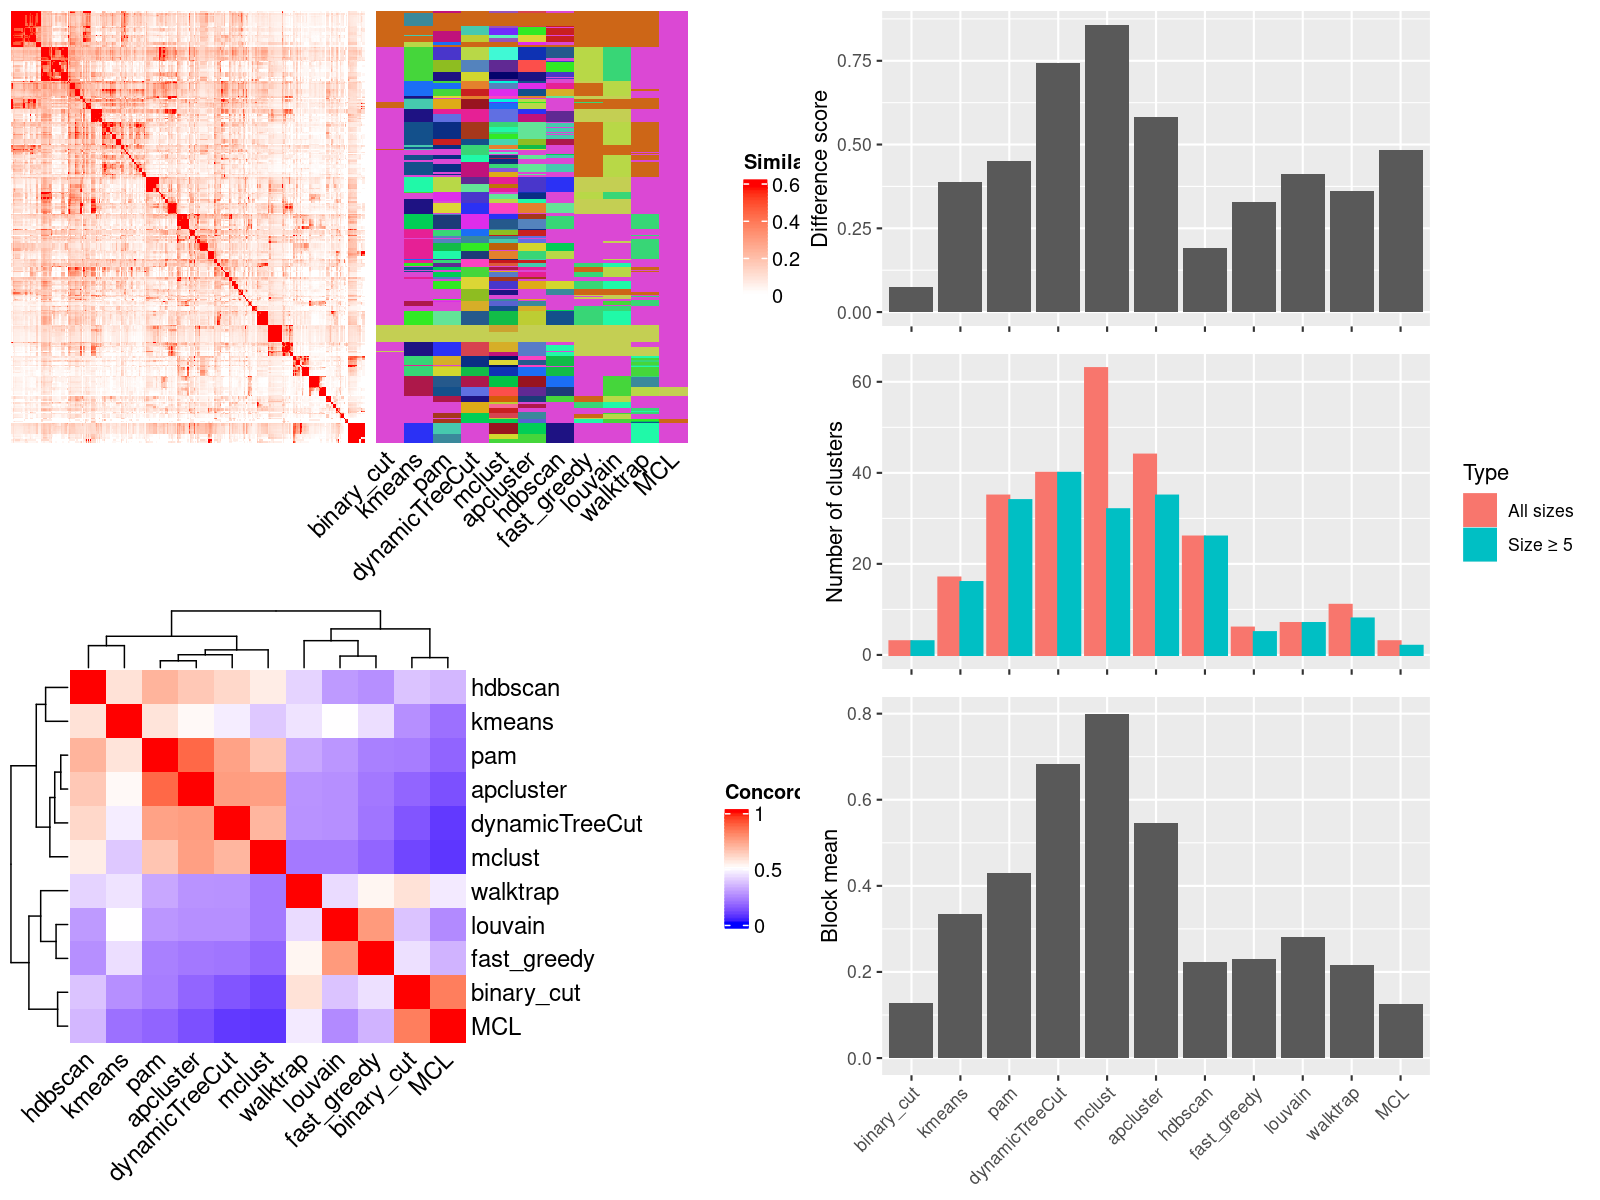 Simila
0.6
0.4
0.2
0
binary_cut
kmeans
pam
dynamicTreeCut
mclust
apcluster
hdbscan
fast_greedy
louvain
walktrap
MCL
hdbscan
kmeans
pam
apcluster
dynamicTreeCut
mclust
walktrap
louvain
fast_greedy
binary_cut
MCL
hdbscan
kmeans
pam
apcluster
dynamicTreeCut
mclust
walktrap
louvain
fast_greedy
binary_cut
MCL
Concord
1
0.5
0
Difference score
0.75
0.50
0.25
0.00
Number of clusters
60
40
20
0
Type
All sizes
Size ≥ 5
Block mean
0.8
0.6
0.4
0.2
0.0
binary_cut
kmeans
pam
dynamicTreeCut
mclust
apcluster
hdbscan
fast_greedy
louvain
walktrap
MCL